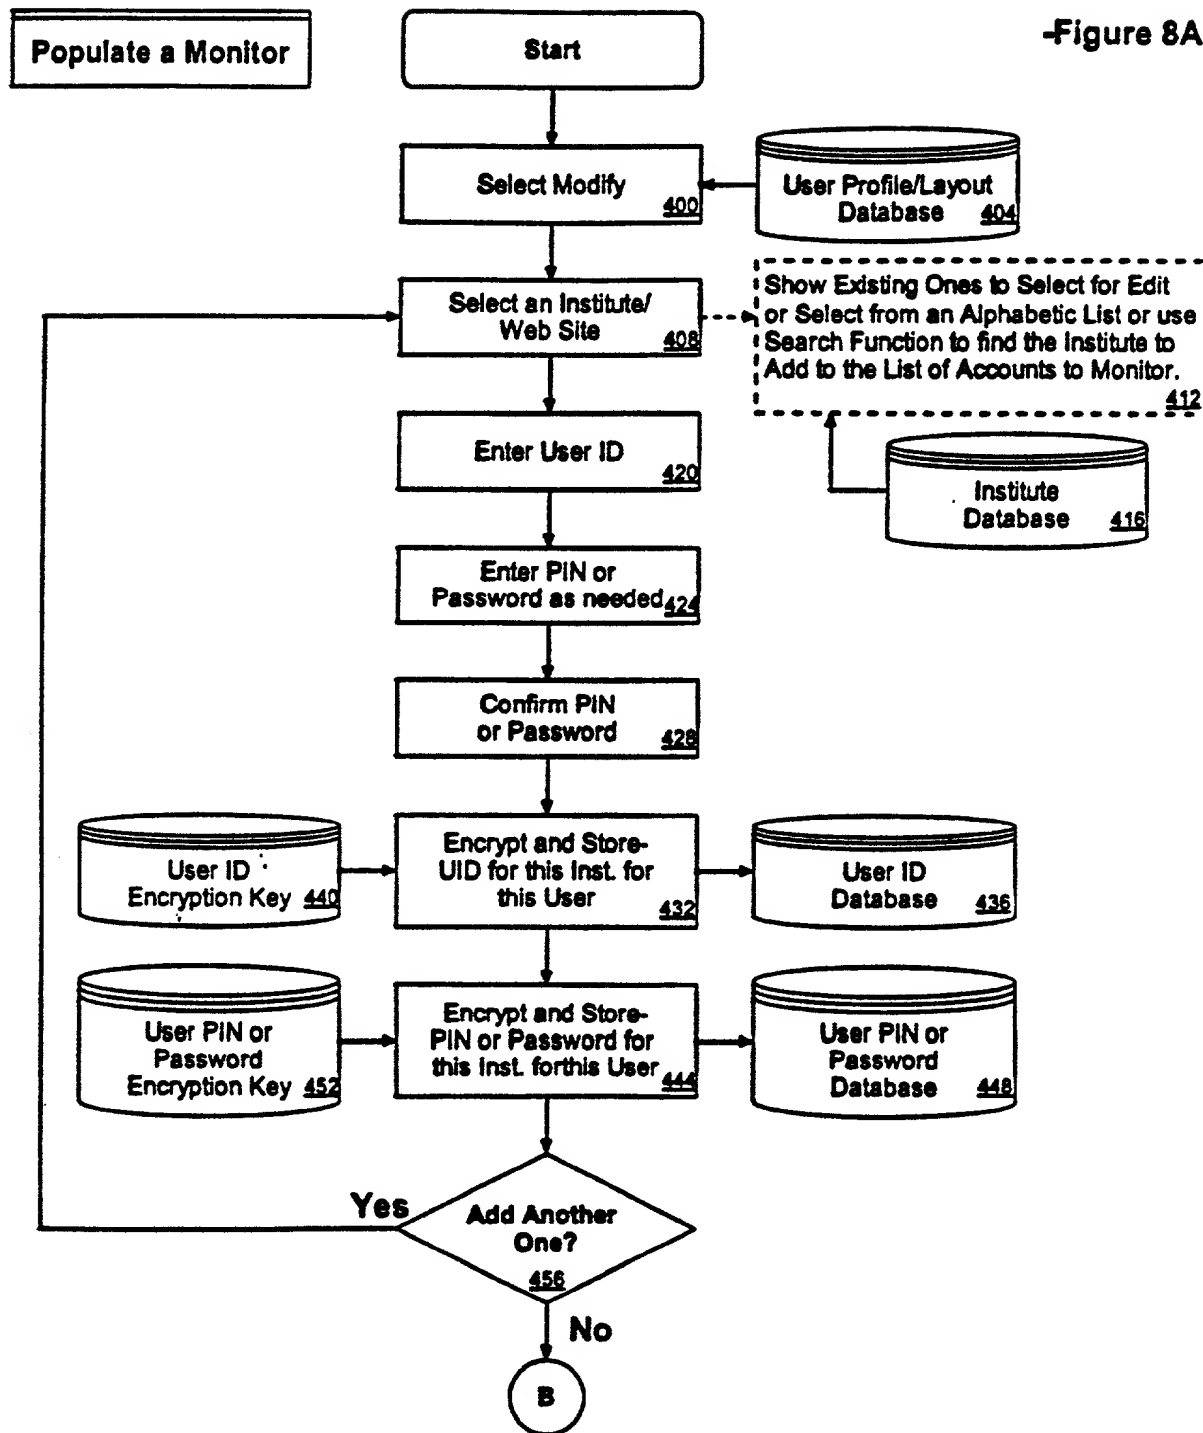 Populate a Monitor
Start
-Figure 8A
Select Modify
400
User Profile/Layout
Database 404
Select an Institute/
Web Site
408
Show Existing Ones to Select for Edit
or Select from an Alphabetic List or use
Search Function to find the Institute to
Add to the List of Accounts to Monitor.
412
Enter User ID
420
Institute
Database 416
Enter PIN or
Password as needed 424
Confirm PIN
or Password 428
User ID
Encryption Key 440
Encrypt and Store-
UID for this Inst. for
this User 432
User ID
Database 436
User PIN or
Password
Encryption Key 452
Encrypt and Store-
PIN or Password for
this Inst. forthis User 444
User PIN or
Password
Database 448
Yes
Add Another
One?
456
No
B